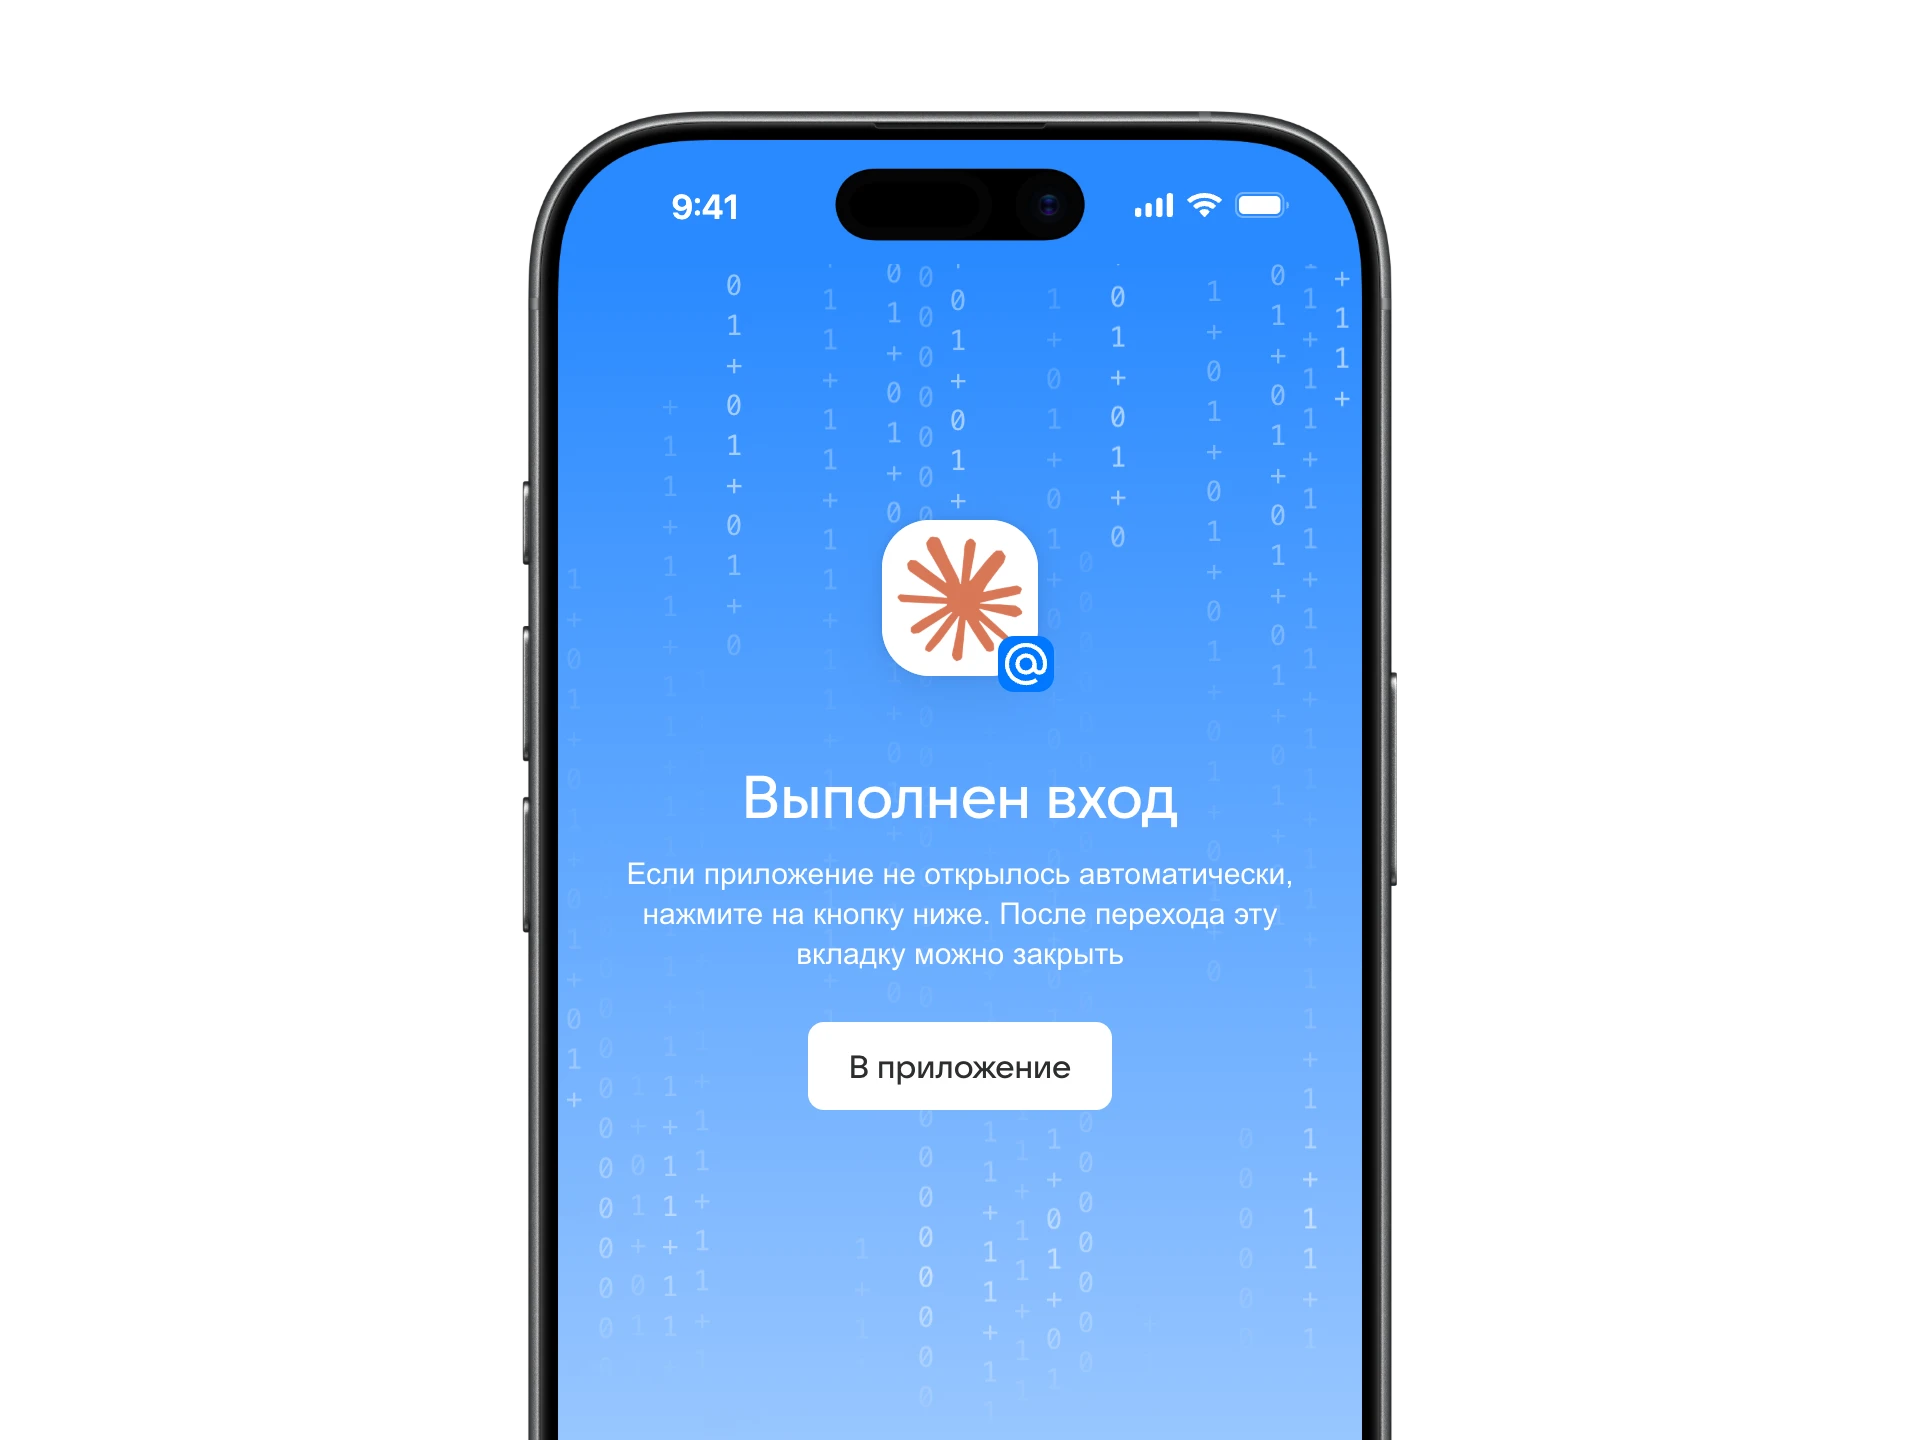 9:41
Выполнен вход
Если приложение не открылось автоматически,
нажмите на кнопку ниже. После перехода эту
вкладку можно закрыть
В приложение